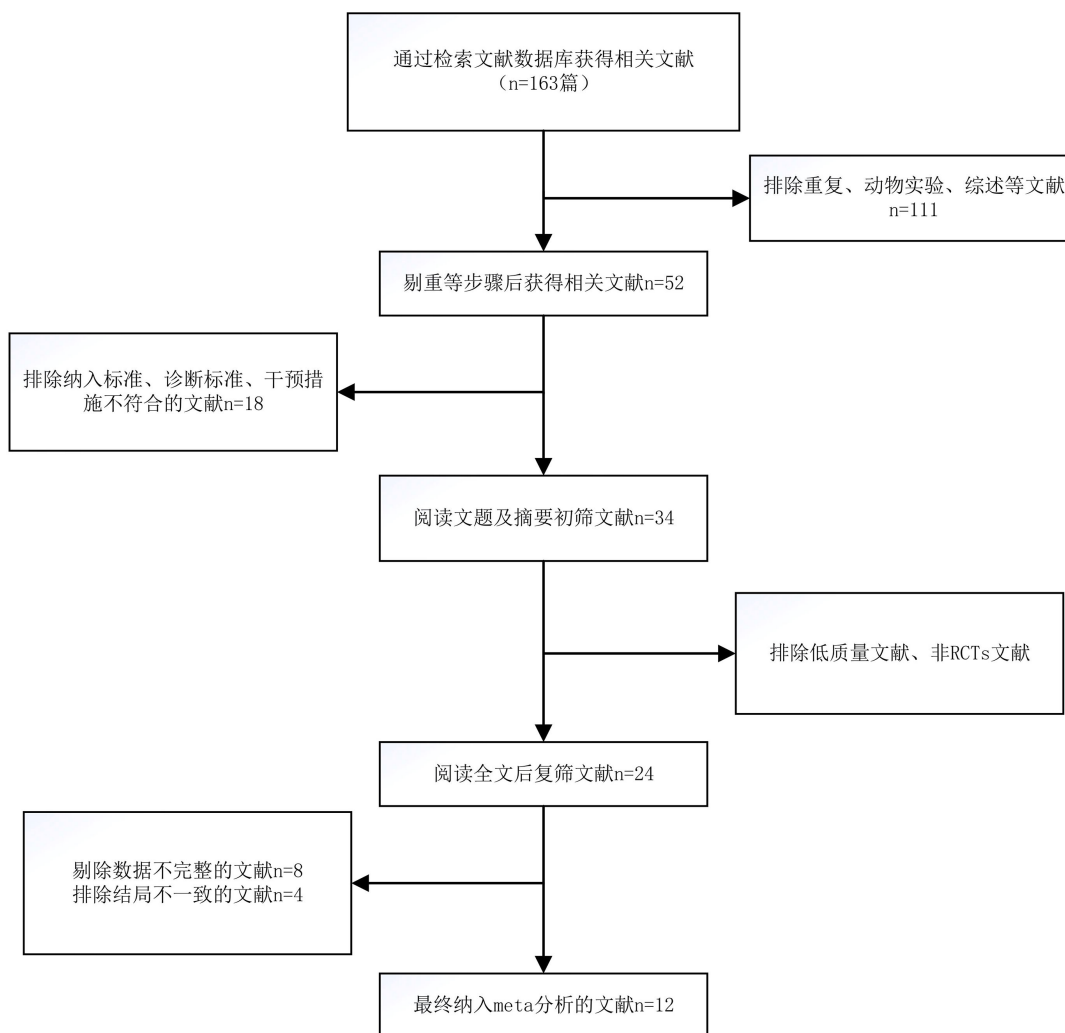 通过检索文献数据库获得相关文献
（n=163篇）
排除重复、动物实验、综述等文献
n=111
剔重等步骤后获得相关文献n=52
排除纳入标准、诊断标准、干预措
施不符合的文献n=18
阅读文题及摘要初筛文献n=34
排除低质量文献、非RCTs文献
阅读全文后复筛文献n=24
剔除数据不完整的文献n=8
排除结局不一致的文献n=4
最终纳入meta分析的文献n=12